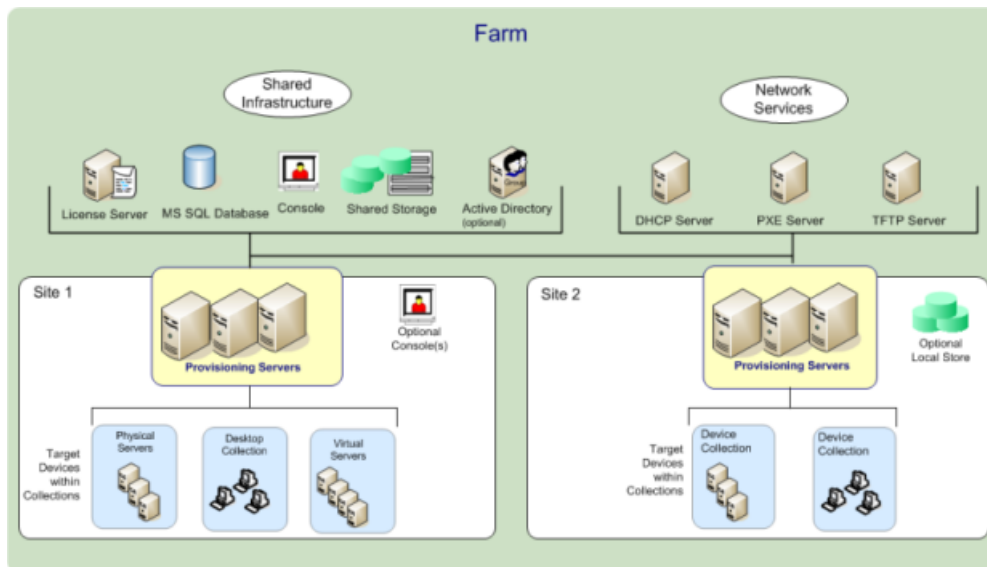 Farm
Shared
Infrastructure
Network
Services
License Server
MS SQL Database
Console
Shared Storage
Group
Active Directory
(optional)
DHCP Server
PXE Server
TFTP Server
Site 1
Provisioning Servers
Optional
Console(s)
Target
Devices
within
Collections
Physical
Servers
Desktop
Collection
Virtual
Servers
Site 2
Provisioning Servers
Optional
Local Store
Target
Devices
within
Collections
Device
Collection
Device
Collection